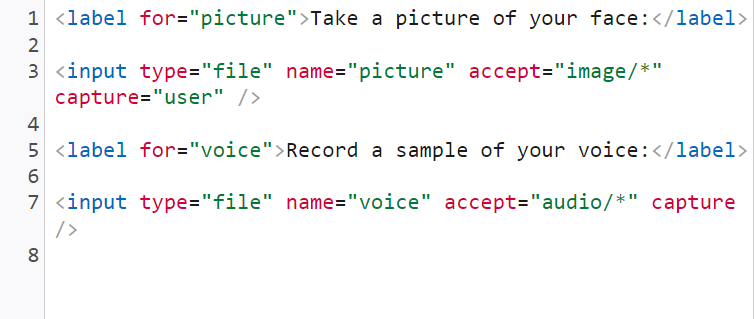 1 <label for="picture">Take a picture of your face:</label>
2
3 <input type="file" name="picture" accept="image/*"
capture="user" />
4
5 <label for="voice">Record a sample of your voice:</label>
6
7 <input type="file" name="voice" accept="audio/*" capture
/>
8